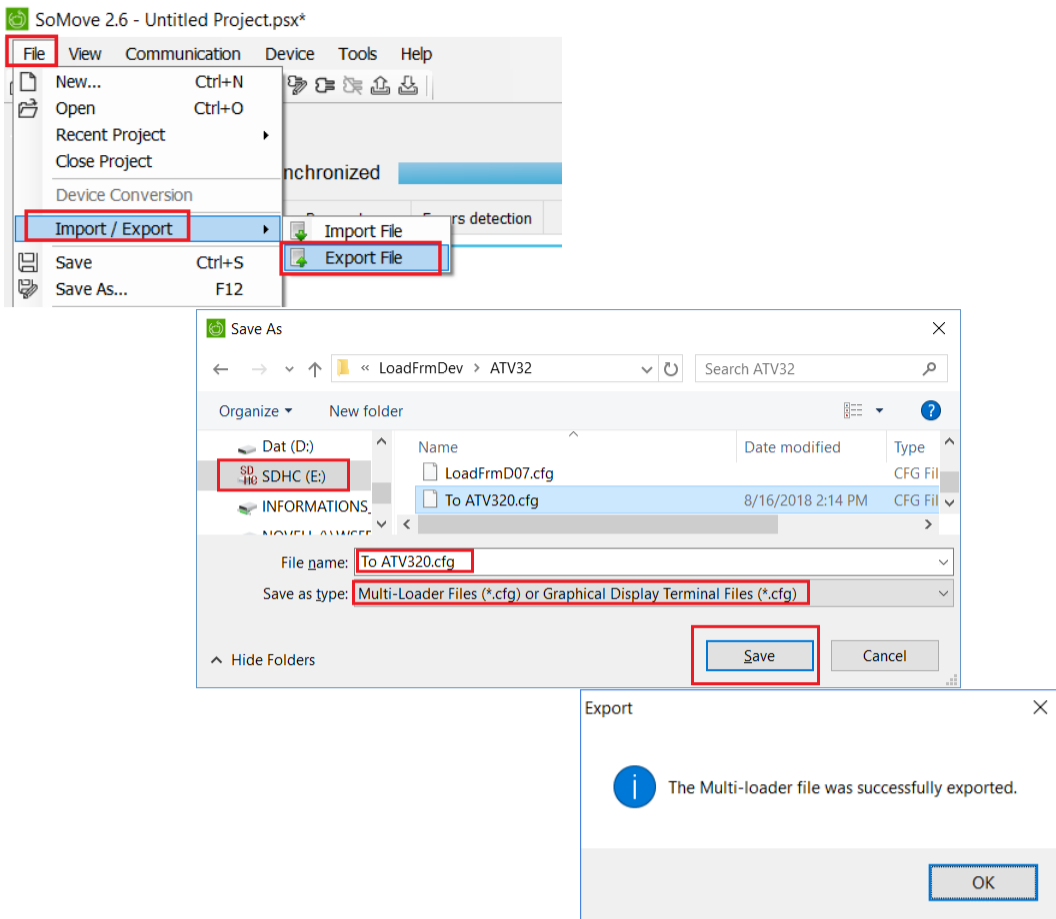 SoMove 2.6 - Untitled Project.psx*
File View Communication Device Tools Help
New... Ctrl+N
Open Ctrl+O
Recent Project
Close Project
nchronized
Device Conversion
rs detection
Import / Export
Import File
Export File
Save Ctrl+S
Save As... F12
Save As
« LoadFrmDev > ATV32
Search ATV32
Organize
New folder
Dat (D:)
Name Date modified Type
SDHC (E:)
LoadFrmD07.cfg CFG Fil
To ATV320.cfg 8/16/2018 2:14 PM CFG Fil
INFORMATIONS_
File name: To ATV320.cfg
Save as type: Multi-Loader Files (*.cfg) or Graphical Display Terminal Files (*.cfg)
Hide Folders
Save
Cancel
Export
The Multi-loader file was successfully exported.
OK